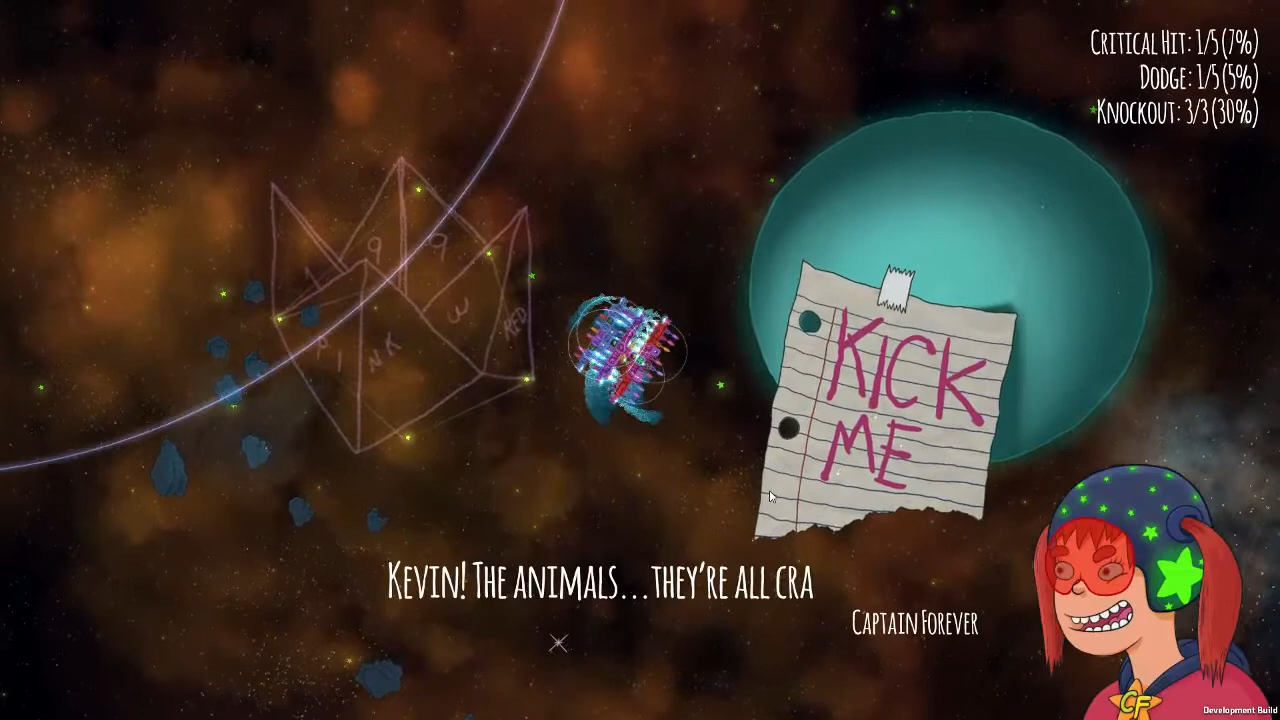 Critical Hit: 1/5 (7%)
Dodge: 1/5 (5%)
Knockout: 3/3 (30%)
KICK
ME
Kevin! The animals...they're all cra
Captain Forever
CF
Development Build